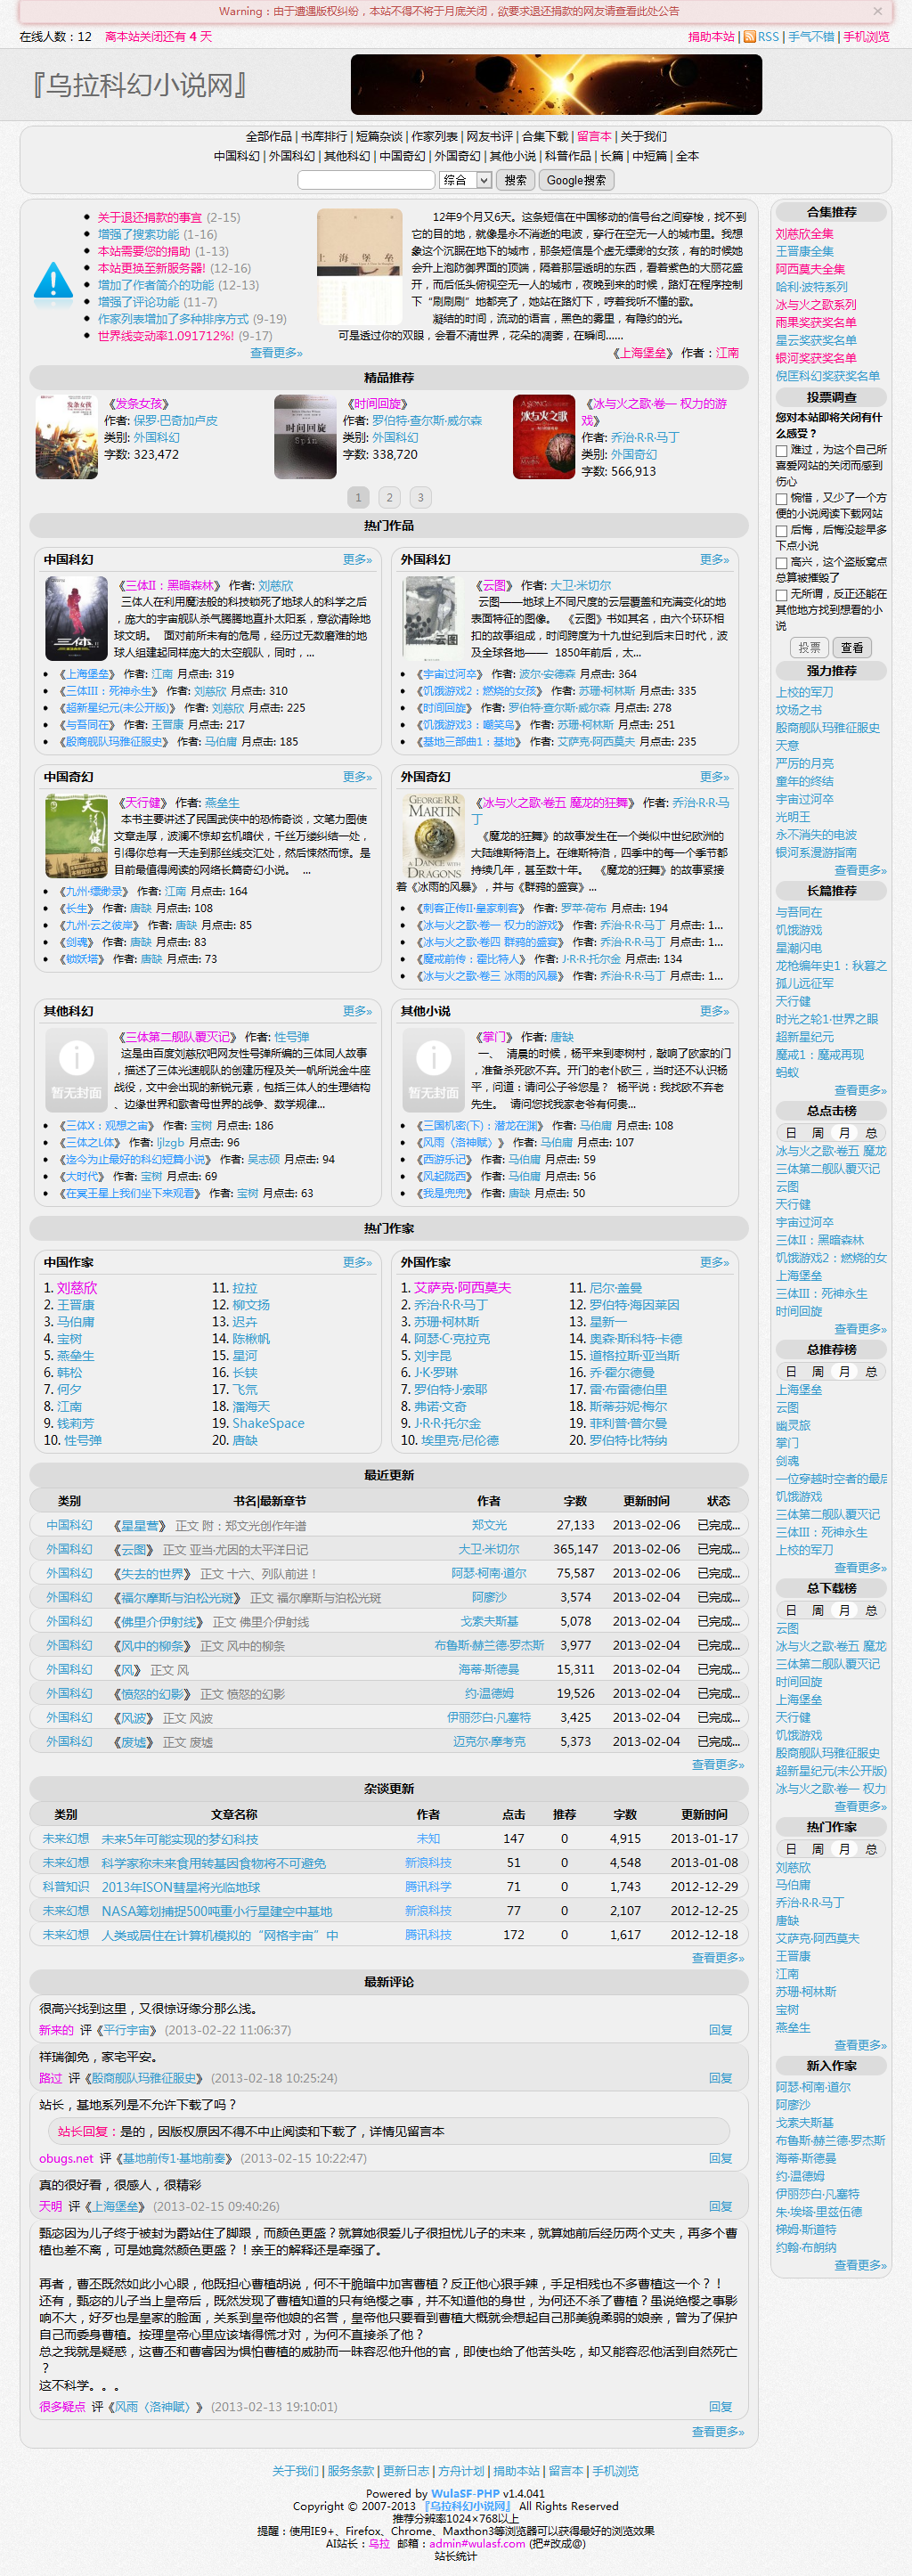 Warning：由于遭遇版权纠纷，本站不得不将于月底关闭，欲要求退还捐款的网友请查看此处公告 ×
在线人数：12 离本站关闭还有 4 天 捐助本站 | RSS | 手气不错 | 手机浏览
『乌拉科幻小说网』
全部作品 | 书库排行 | 短篇杂谈 | 作家列表 | 网友书评 | 合集下载 | 留言本 | 关于我们
中国科幻 | 外国科幻 | 其他科幻 | 中国奇幻 | 外国奇幻 | 其他小说 | 科普作品 | 长篇 | 中短篇 | 全本
综合 搜索 Google搜索
关于退还捐款的事宜 (2-15)
增强了搜索功能 (1-16)
本站需要您的捐助 (1-13)
本站更换至新服务器! (12-16)
增加了作者简介的功能 (12-13)
增强了评论功能 (11-7)
作家列表增加了多种排序方式 (9-19)
世界线变动率1.091712%! (9-17)
查看更多»
上海堡垒
12年9个月又6天。这条短信在中国移动的信号台之间穿梭，找不到
它的目的地，就像是永不消逝的电波，穿行在空无一人的城市里。我想
象这个沉眠在地下的城市，那条短信是个虚无缥缈的女孩，有的时候她
会升上泡防御界面的顶端，隔着那层透明的东西，看着紫色的大丽花盛
开，而后低头俯视空无一人的城市，夜晚到来的时候，路灯在程序控制
下“刷刷刷”地都亮了，她站在路灯下，哼着我听不懂的歌。
凝结的时间，流动的语言，黑色的雾里，有隐约的光。
可是透过你的双眼，会看不清世界，花朵的凋萎，在瞬间……
《上海堡垒》 作者：江南
精品推荐
《发条女孩》
作者: 保罗·巴奇加卢皮
类别: 外国科幻
字数: 323,472
《时间回旋》
作者: 罗伯特·查尔斯·威尔森
类别: 外国科幻
字数: 338,720
《冰与火之歌·卷一 权力的游
戏》
作者: 乔治·R·R·马丁
类别: 外国奇幻
字数: 566,913
1 2 3
热门作品
中国科幻 更多»
《三体II：黑暗森林》 作者: 刘慈欣
三体人在利用魔法般的科技锁死了地球人的科学之后
，庞大的宇宙舰队杀气腾腾地直扑太阳系，意欲清除地
球文明。 面对前所未有的危局，经历过无数磨难的地
球人组建起同样庞大的太空舰队，同时，...
《上海堡垒》 作者: 江南 月点击: 319
《三体III：死神永生》 作者: 刘慈欣 月点击: 310
《超新星纪元(未公开版)》 作者: 刘慈欣 月点击: 225
《与吾同在》 作者: 王晋康 月点击: 217
《殷商舰队玛雅征服史》 作者: 马伯庸 月点击: 185
外国科幻 更多»
《云图》 作者: 大卫·米切尔
云图——地球上不同尺度的云层覆盖和充满变化的地
表面特征的图像。 《云图》书如其名，由六个环环相
扣的故事组成，时间跨度为十九世纪到后末日时代，波
及全球各地—— 1850年前后，太...
《宇宙过河卒》 作者: 波尔·安德森 月点击: 364
《饥饿游戏2：燃烧的女孩》 作者: 苏珊·柯林斯 月点击: 335
《时间回旋》 作者: 罗伯特·查尔斯·威尔森 月点击: 278
《饥饿游戏3：嘲笑鸟》 作者: 苏珊·柯林斯 月点击: 251
《基地三部曲1：基地》 作者: 艾萨克·阿西莫夫 月点击: 235
中国奇幻 更多»
《天行健》 作者: 燕垒生
本书主要讲述了民国武侠中的恐怖奇谈，文笔力图使
文章走厚，波澜不惊却玄机暗伏，千丝万缕纠结一处，
引得你总有一天走到那丝线交汇处，然后悚然而惊。是
目前最值得阅读的网络长篇奇幻小说。 ...
《九州·缥缈录》 作者: 江南 月点击: 164
《长生》 作者: 唐缺 月点击: 108
《九州·云之彼岸》 作者: 唐缺 月点击: 85
《剑魂》 作者: 唐缺 月点击: 83
《锁妖塔》 作者: 唐缺 月点击: 73
外国奇幻 更多»
GEORGE R.R. MARTIN A DANCE WITH DRAGONS
《冰与火之歌·卷五 魔龙的狂舞》 作者: 乔治·R·R·马
丁
《魔龙的狂舞》的故事发生在一个类似中世纪欧洲的
大陆维斯特洛上。在维斯特洛，四季中的每一个季节都
持续几年，甚至数十年。 《魔龙的狂舞》的故事紧接
着《冰雨的风暴》，并与《群鸦的盛宴》...
《刺客正传II·皇家刺客》 作者: 罗苹·荷布 月点击: 194
《冰与火之歌·卷一 权力的游戏》 作者: 乔治·R·R·马丁 月点击: 1...
《冰与火之歌·卷四 群鸦的盛宴》 作者: 乔治·R·R·马丁 月点击: 1...
《魔戒前传：霍比特人》 作者: J·R·R·托尔金 月点击: 134
《冰与火之歌·卷三 冰雨的风暴》 作者: 乔治·R·R·马丁 月点击: 1...
其他科幻 更多»
暂无封面
《三体第二舰队覆灭记》 作者: 性号弹
这是由百度刘慈欣吧网友性号弹所编的三体同人故事
，描述了三体光速舰队的创建历程及关一帆所说金牛座
战役，文中会出现的新锐元素，包括三体人的生理结构
、边缘世界和歌者母世界的战争、数学规律...
《三体X：观想之宙》 作者: 宝树 月点击: 186
《三体之L体》 作者: ljlzgb 月点击: 96
《迄今为止最好的科幻短篇小说》 作者: 吴志硕 月点击: 94
《大时代》 作者: 宝树 月点击: 69
《在冥王星上我们坐下来观看》 作者: 宝树 月点击: 63
其他小说 更多»
暂无封面
《掌门》 作者: 唐缺
一、 清晨的时候，杨平来到枣树村，敲响了欧家的门
，准备杀死欧不弃。开门的老仆欧三，当时还不认识杨
平，问道：请问公子爷您是？ 杨平说：我找欧不弃老
先生。 请问您找我家老爷有何贵...
《三国机密(下)：潜龙在渊》 作者: 马伯庸 月点击: 108
《风雨〈洛神赋〉》 作者: 马伯庸 月点击: 107
《西游乐记》 作者: 马伯庸 月点击: 59
《风起陇西》 作者: 马伯庸 月点击: 56
《我是兜兜》 作者: 唐缺 月点击: 50
热门作家
中国作家 更多»
1. 刘慈欣 11. 拉拉
2. 王晋康 12. 柳文扬
3. 马伯庸 13. 迟卉
4. 宝树 14. 陈楸帆
5. 燕垒生 15. 星河
6. 韩松 16. 长铗
7. 何夕 17. 飞氘
8. 江南 18. 潘海天
9. 钱莉芳 19. ShakeSpace
10. 性号弹 20. 唐缺
外国作家 更多»
1. 艾萨克·阿西莫夫 11. 尼尔·盖曼
2. 乔治·R·R·马丁 12. 罗伯特·海因莱因
3. 苏珊·柯林斯 13. 星新一
4. 阿瑟·C·克拉克 14. 奥森·斯科特·卡德
5. 刘宇昆 15. 道格拉斯·亚当斯
6. J·K·罗琳 16. 乔·霍尔德曼
7. 罗伯特·J·索耶 17. 雷·布雷德伯里
8. 弗诺·文奇 18. 斯蒂芬妮·梅尔
9. J·R·R·托尔金 19. 菲利普·普尔曼
10. 埃里克·尼伦德 20. 罗伯特·比特纳
最近更新
类别 书名|最新章节 作者 字数 更新时间 状态
中国科幻 《星星营》 正文 附：郑文光创作年谱 郑文光 27,133 2013-02-06 已完成...
外国科幻 《云图》 正文 亚当·尤因的太平洋日记 大卫·米切尔 365,147 2013-02-06 已完成...
外国科幻 《失去的世界》 正文 十六、列队前进！ 阿瑟·柯南·道尔 75,587 2013-02-06 已完成...
外国科幻 《福尔摩斯与泊松光斑》 正文 福尔摩斯与泊松光斑 阿廖沙 3,574 2013-02-04 已完成...
外国科幻 《佛里介伊射线》 正文 佛里介伊射线 戈索夫斯基 5,078 2013-02-04 已完成...
外国科幻 《风中的柳条》 正文 风中的柳条 布鲁斯·赫兰德·罗杰斯 3,977 2013-02-04 已完成...
外国科幻 《风》 正文 风 海蒂·斯德曼 15,311 2013-02-04 已完成...
外国科幻 《愤怒的幻影》 正文 愤怒的幻影 约·温德姆 19,526 2013-02-04 已完成...
外国科幻 《风波》 正文 风波 伊丽莎白·凡塞特 3,425 2013-02-04 已完成...
外国科幻 《废墟》 正文 废墟 迈克尔·摩考克 5,373 2013-02-04 已完成...
查看更多»
杂谈更新
类别 文章名称 作者 点击 推荐 字数 更新时间
未来幻想 未来5年可能实现的梦幻科技 未知 147 0 4,915 2013-01-17
未来幻想 科学家称未来食用转基因食物将不可避免 新浪科技 51 0 4,548 2013-01-08
科普知识 2013年ISON彗星将光临地球 腾讯科学 71 0 1,743 2012-12-29
未来幻想 NASA筹划捕捉500吨重小行星建空中基地 新浪科技 77 0 2,107 2012-12-25
未来幻想 人类或居住在计算机模拟的“网格宇宙”中 腾讯科技 172 0 1,617 2012-12-18
查看更多»
最新评论
很高兴找到这里，又很惊讶缘分那么浅。
新来的 评《平行宇宙》 (2013-02-22 11:06:37) 回复
祥瑞御免，家宅平安。
路过 评《殷商舰队玛雅征服史》 (2013-02-18 10:25:24) 回复
站长，基地系列是不允许下载了吗？
站长回复：是的，因版权原因不得不中止阅读和下载了，详情见留言本
obugs.net 评《基地前传1·基地前奏》 (2013-02-15 10:22:47) 回复
真的很好看，很感人，很精彩
天明 评《上海堡垒》 (2013-02-15 09:40:26) 回复
甄宓因为儿子终于被封为爵站住了脚跟，而颜色更盛？就算她很爱儿子很担忧儿子的未来，就算她前后经历两个丈夫，再多个曹
植也差不离，可是她竟然颜色更盛？！亲王的解释还是牵强了。
再者，曹丕既然如此小心眼，他既担心曹植胡说，何不干脆暗中加害曹植？反正他心狠手辣，手足相残也不多曹植这一个？！
还有，甄宓的儿子当上皇帝后，既然发现了曹植知道的只有绝樱之事，并不知道他的身世，为何还不杀了曹植？虽说绝樱之事影
响不大，好歹也是皇家的脸面，关系到皇帝他娘的名誉，皇帝他只要看到曹植大概就会想起自己那美貌柔弱的娘亲，曾为了保护
自己而委身曹植。按理皇帝心里应该堵得慌才对，为何不直接杀了他？
总之我就是疑惑，这曹丕和曹睿因为惧怕曹植的威胁而一昧容忍他升他的官，即使也给了他苦头吃，却又能容忍他活到自然死亡
？
这不科学。。。
很多疑点 评《风雨〈洛神赋〉》 (2013-02-13 19:10:01) 回复
查看更多»
合集推荐
刘慈欣全集
王晋康全集
阿西莫夫全集
哈利·波特系列
冰与火之歌系列
雨果奖获奖名单
星云奖获奖名单
银河奖获奖名单
倪匡科幻奖获奖名单
投票调查
您对本站即将关闭有什
么感受？
难过，为这个自己所
喜爱网站的关闭而感到
伤心
惋惜，又少了一个方
便的小说阅读下载网站
后悔，后悔没趁早多
下点小说
高兴，这个盗版窝点
总算被摧毁了
无所谓，反正还能在
其他地方找到想看的小
说
投票 查看
强力推荐
上校的军刀
坟场之书
殷商舰队玛雅征服史
天意
严厉的月亮
童年的终结
宇宙过河卒
光明王
永不消失的电波
银河系漫游指南
查看更多»
长篇推荐
与吾同在
饥饿游戏
星潮闪电
龙枪编年史1：秋暮之
孤儿远征军
天行健
时光之轮1·世界之眼
超新星纪元
魔戒1：魔戒再现
蚂蚁
查看更多»
总点击榜
日 周 月 总
冰与火之歌·卷五 魔龙
三体第二舰队覆灭记
云图
天行健
宇宙过河卒
三体II：黑暗森林
饥饿游戏2：燃烧的女
上海堡垒
三体III：死神永生
时间回旋
查看更多»
总推荐榜
日 周 月 总
上海堡垒
云图
幽灵旅
掌门
剑魂
一位穿越时空者的最后
饥饿游戏
三体第二舰队覆灭记
三体III：死神永生
上校的军刀
查看更多»
总下载榜
日 周 月 总
云图
冰与火之歌·卷五 魔龙
三体第二舰队覆灭记
时间回旋
上海堡垒
天行健
饥饿游戏
殷商舰队玛雅征服史
超新星纪元(未公开版)
冰与火之歌·卷一 权力
查看更多»
热门作家
日 周 月 总
刘慈欣
马伯庸
乔治·R·R·马丁
唐缺
艾萨克·阿西莫夫
王晋康
江南
苏珊·柯林斯
宝树
燕垒生
查看更多»
新入作家
阿瑟·柯南·道尔
阿廖沙
戈索夫斯基
布鲁斯·赫兰德·罗杰斯
海蒂·斯德曼
约·温德姆
伊丽莎白·凡塞特
朱·埃塔·里兹伍德
梯姆·斯道特
约翰·布朗纳
查看更多»
关于我们 | 服务条款 | 更新日志 | 方舟计划 | 捐助本站 | 留言本 | 手机浏览
Powered by WulaSF-PHP v1.4.041
Copyright © 2007-2013 『乌拉科幻小说网』 All Rights Reserved
推荐分辨率1024×768以上
提醒：使用IE9+、Firefox、Chrome、Maxthon3等浏览器可以获得最好的浏览效果
AI站长：乌拉 邮箱：admin#wulasf.com (把#改成@)
站长统计